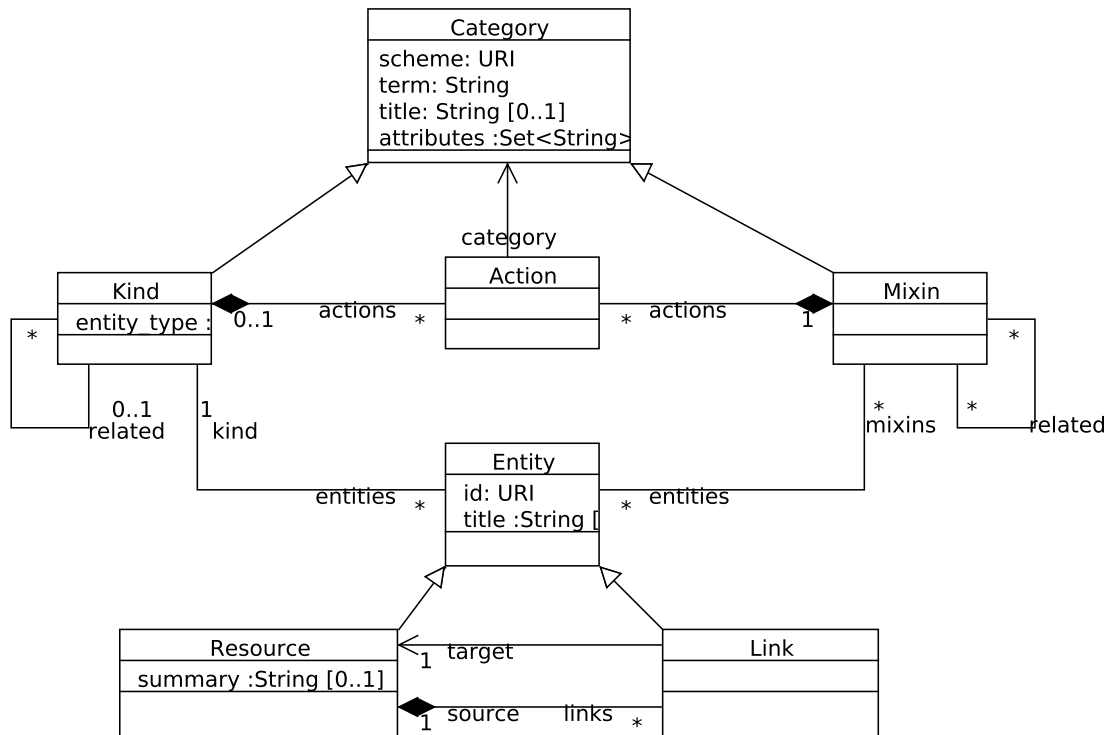 Category
scheme: URI
term: String
title: String [0..1]
attributes :Set<String>
category
Kind
entity_type :
Action
Mixin
0..1
actions
*
*
actions
1
*
*
0..1
related
1
kind
*
mixins
*
related
Entity
id: URI
title :String [
entities
*
*
entities
Resource
summary :String [0..1]
Link
1
target
1
source
links
*